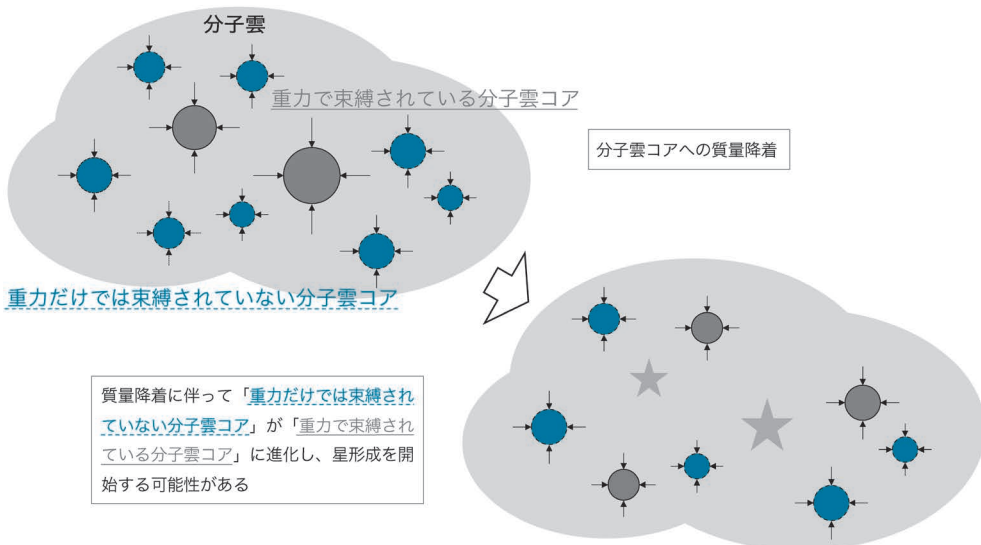 分子雲
重力で束縛されている分子雲コア
分子雲コアへの質量降着
重力だけでは束縛されていない分子雲コア
質量降着に伴って「重力だけでは束縛され
ていない分子雲コア」が「重力で束縛され
ている分子雲コア」に進化し、星形成を開
始する可能性がある